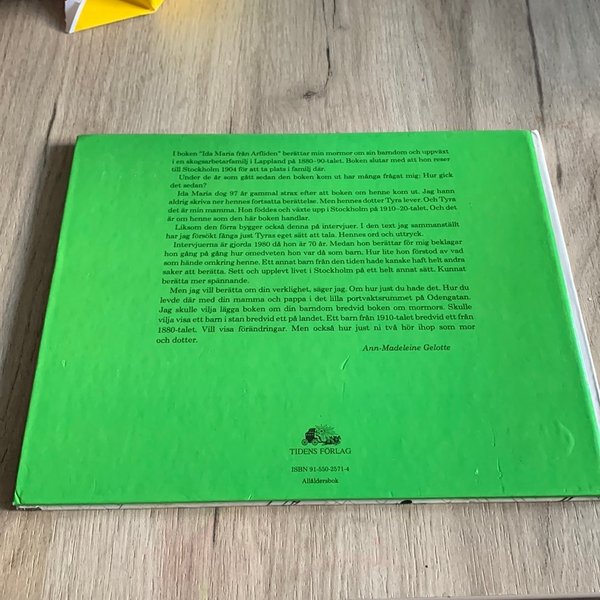 I boken "Ida Maria från Arfliden" berättar min mormor om sin barndom och uppväxt
i en skogsarbetarfamilj i Lappland på 1880-90-talet. Boken slutar med att hon reser
till Stockholm 1904 för att ta plats i familj där.
Under de år som gått sedan den boken kom ut har många frågat mig: Hur gick
det sedan?
Ida Maria dog 97 år gammal strax efter att boken om henne kom ut. Jag hann
aldrig skriva ner hennes fortsatta berättelse. Men hennes dotter Tyra lever. Och Tyra
det är min mamma. Hon föddes och växte upp i Stockholm på 1910-20-talet. Och det
är om henne som den här boken handlar.
Liksom den förra bygger också denna på intervjuer. I den text jag sammanställt
har jag försökt fånga just Tyras eget sätt att tala. Hennes ord och uttryck.
Intervjuerna är gjorda 1980 då hon är 70 år. Medan hon berättar för mig beklagar
hon gång på gång hur omedveten hon var då som barn. Hur lite hon förstod av vad
som hände omkring henne. Ett annat barn från den tiden hade kanske haft helt andra
saker att berätta. Sett och upplevt livet i Stockholm på ett helt annat sätt. Kunnat
berätta mer spännande.
Men jag vill berätta om din verklighet, säger jag. Om hur just du hade det. Hur du
levde där med din mamma och pappa i det lilla portvaktsrummet på Odengatan.
Jag skulle vilja lägga boken om din barndom bredvid boken om mormors. Skulle
vilja visa ett barn i stan bredvid ett på landet. Ett barn från 1910-talet bredvid ett från
1880-talet. Vill visa förändringar. Men också hur just ni två hör ihop som mor
och dotter.
Ann-Madeleine Gelotte
TIDENS FÖRLAG
ISBN 91-550-2571-4
Allåldersbok